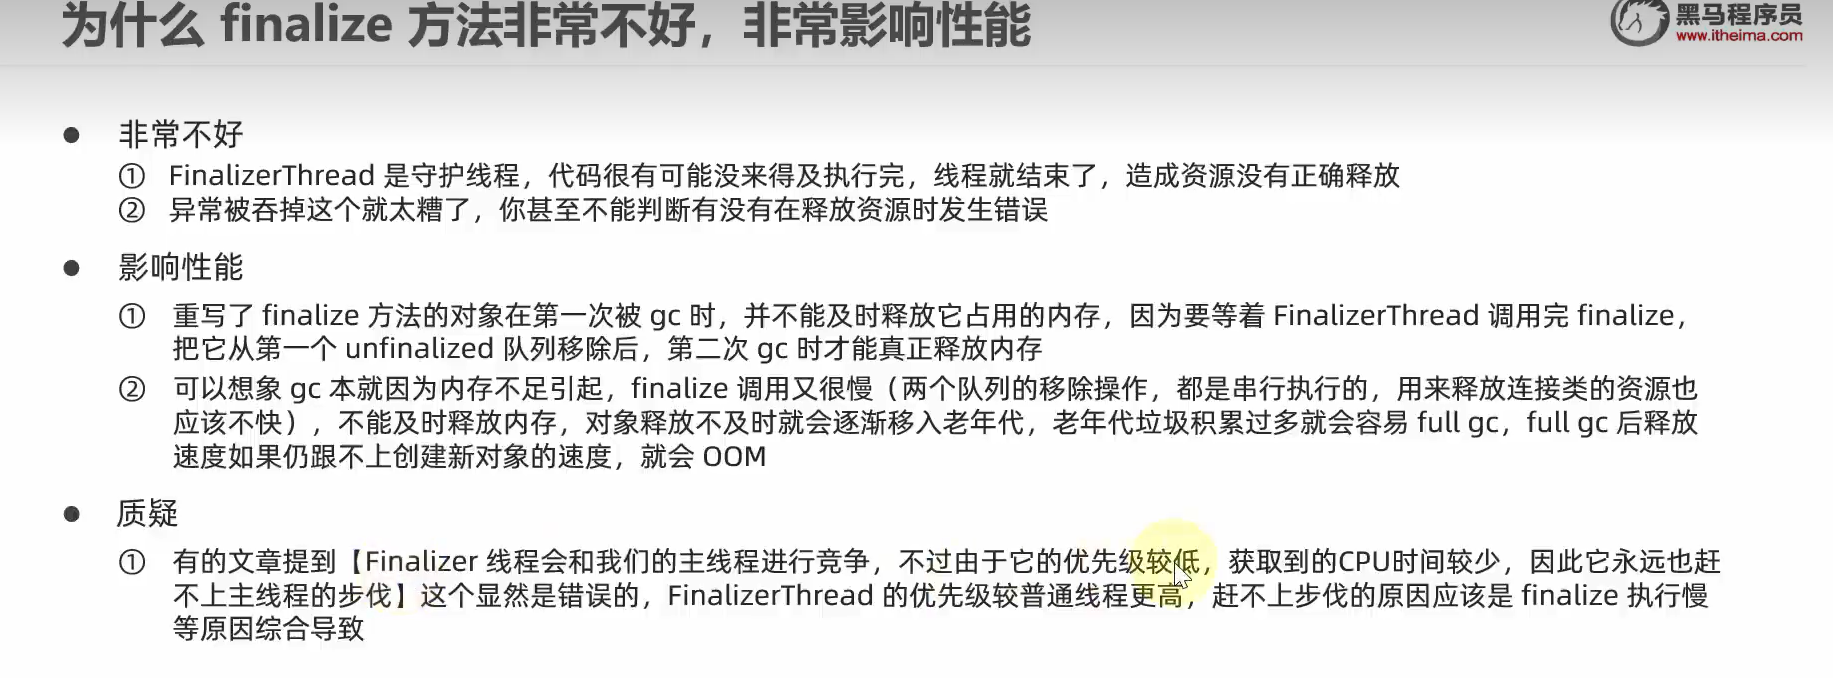 为什么 finalize 方法非常不好，非常影响性能
黑马程序员
www.itheima.com
● 非常不好
① FinalizerThread 是守护线程，代码很有可能没来得及执行完，线程就结束了，造成资源没有正确释放
② 异常被吞掉这个就太糟了，你甚至不能判断有没有在释放资源时发生错误
● 影响性能
① 重写了 finalize 方法的对象在第一次被 gc 时，并不能及时释放它占用的内存，因为要等着 FinalizerThread 调用完 finalize，
把它从第一个 unfinalized 队列移除后，第二次 gc 时才能真正释放内存
② 可以想象 gc 本就因为内存不足引起，finalize 调用又很慢（两个队列的移除操作，都是串行执行的，用来释放连接类的资源也
应该不快），不能及时释放内存，对象释放不及时就会逐渐移入老年代，老年代垃圾积累过多就会容易 full gc，full gc 后释放
速度如果仍跟不上创建新对象的速度，就会 OOM
● 质疑
① 有的文章提到【Finalizer 线程会和我们的主线程进行竞争，不过由于它的优先级较低，获取到的CPU时间较少，因此它永远也赶
不上主线程的步伐】这个显然是错误的，FinalizerThread 的优先级较普通线程更高，赶不上步伐的原因应该是 finalize 执行慢
等原因综合导致